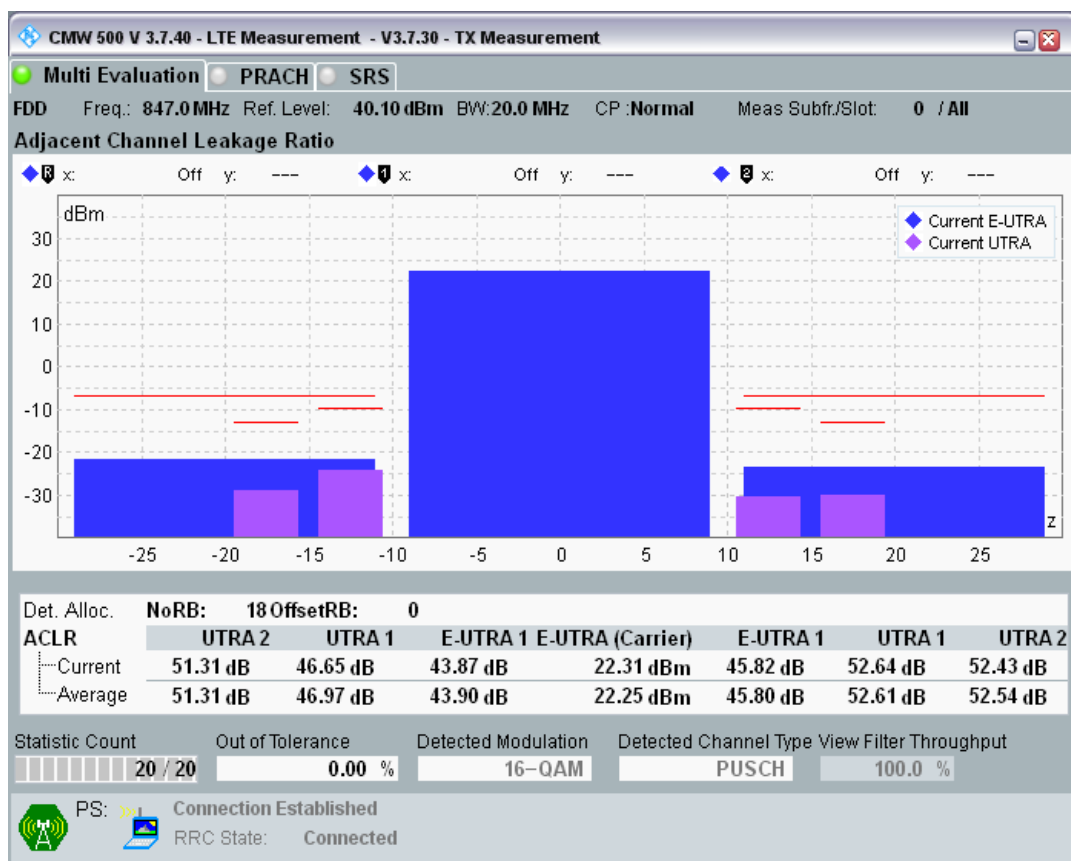 CMW 500 V 3.7.40 - LTE Measurement - V3.7.30 - TX Measurement
Multi Evaluation PRACH SRS
FDD Freq.: 847.0 MHz Ref. Level: 40.10 dBm BW:20.0 MHz CP :Normal Meas Subfr./Slot: 0 / All
Adjacent Channel Leakage Ratio
R x: Off y: --- 1 x: Off y: --- 2 x: Off y: ---
dBm
Current E-UTRA
Current UTRA
30
20
10
0
-10
-20
-30
z
-25 -20 -15 -10 -5 0 5 10 15 20 25
Det. Alloc. NoRB: 18 OffsetRB: 0
ACLR UTRA 2 UTRA 1 E-UTRA 1 E-UTRA (Carrier) E-UTRA 1 UTRA 1 UTRA 2
Current 51.31 dB 46.65 dB 43.87 dB 22.31 dBm 45.82 dB 52.64 dB 52.43 dB
Average 51.31 dB 46.97 dB 43.90 dB 22.25 dBm 45.80 dB 52.61 dB 52.54 dB
Statistic Count Out of Tolerance Detected Modulation Detected Channel Type View Filter Throughput
20 / 20 0.00 % 16-QAM PUSCH 100.0 %
PS: Connection Established
RRC State: Connected